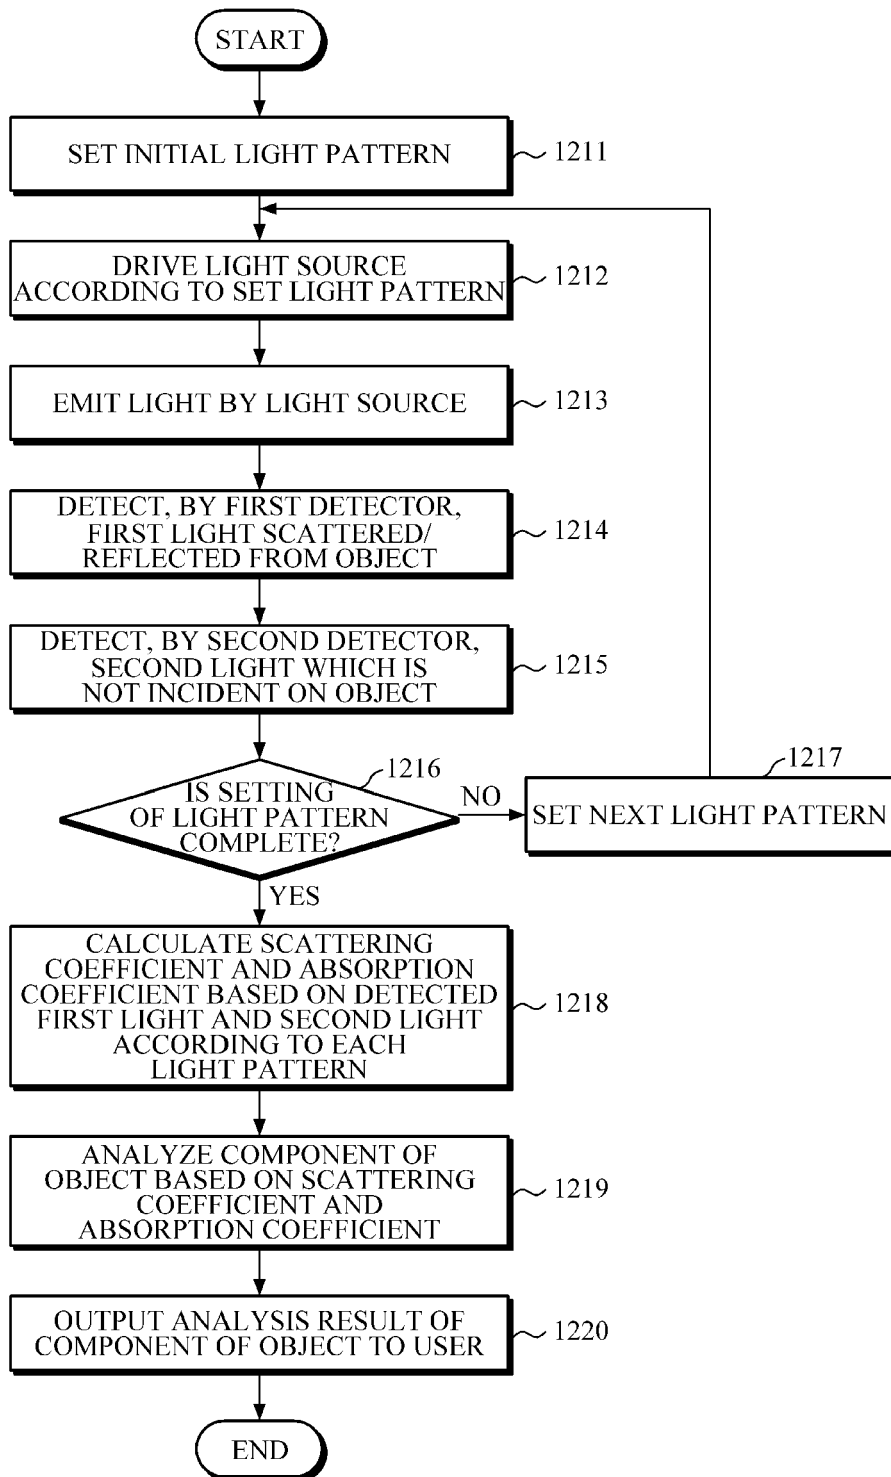 START
SET INITIAL LIGHT PATTERN
1211
DRIVE LIGHT SOURCE
ACCORDING TO SET LIGHT PATTERN
1212
EMIT LIGHT BY LIGHT SOURCE
1213
DETECT, BY FIRST DETECTOR,
FIRST LIGHT SCATTERED/
REFLECTED FROM OBJECT
1214
DETECT, BY SECOND DETECTOR,
SECOND LIGHT WHICH IS
NOT INCIDENT ON OBJECT
1215
1216
IS SETTING
OF LIGHT PATTERN
COMPLETE?
NO
1217
SET NEXT LIGHT PATTERN
YES
CALCULATE SCATTERING
COEFFICIENT AND ABSORPTION
COEFFICIENT BASED ON DETECTED
FIRST LIGHT AND SECOND LIGHT
ACCORDING TO EACH
LIGHT PATTERN
1218
ANALYZE COMPONENT OF
OBJECT BASED ON SCATTERING
COEFFICIENT AND
ABSORPTION COEFFICIENT
1219
OUTPUT ANALYSIS RESULT OF
COMPONENT OF OBJECT TO USER
1220
END